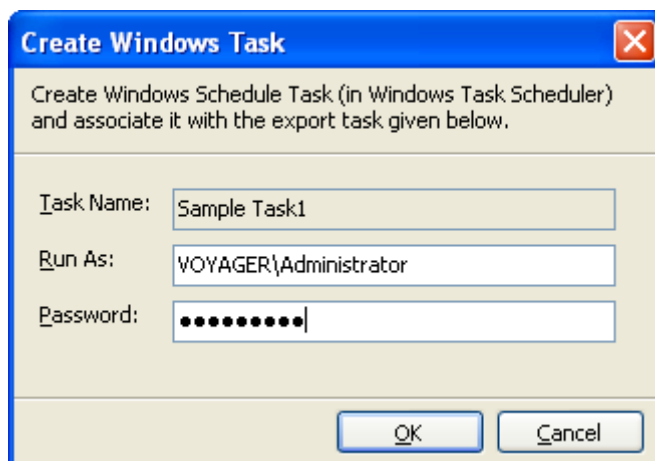 Create Windows Task
Create Windows Schedule Task (in Windows Task Scheduler)
and associate it with the export task given below.
Task Name: Sample Task1
Run As: VOYAGER\Administrator
Password: ●●●●●●●●●
OK Cancel